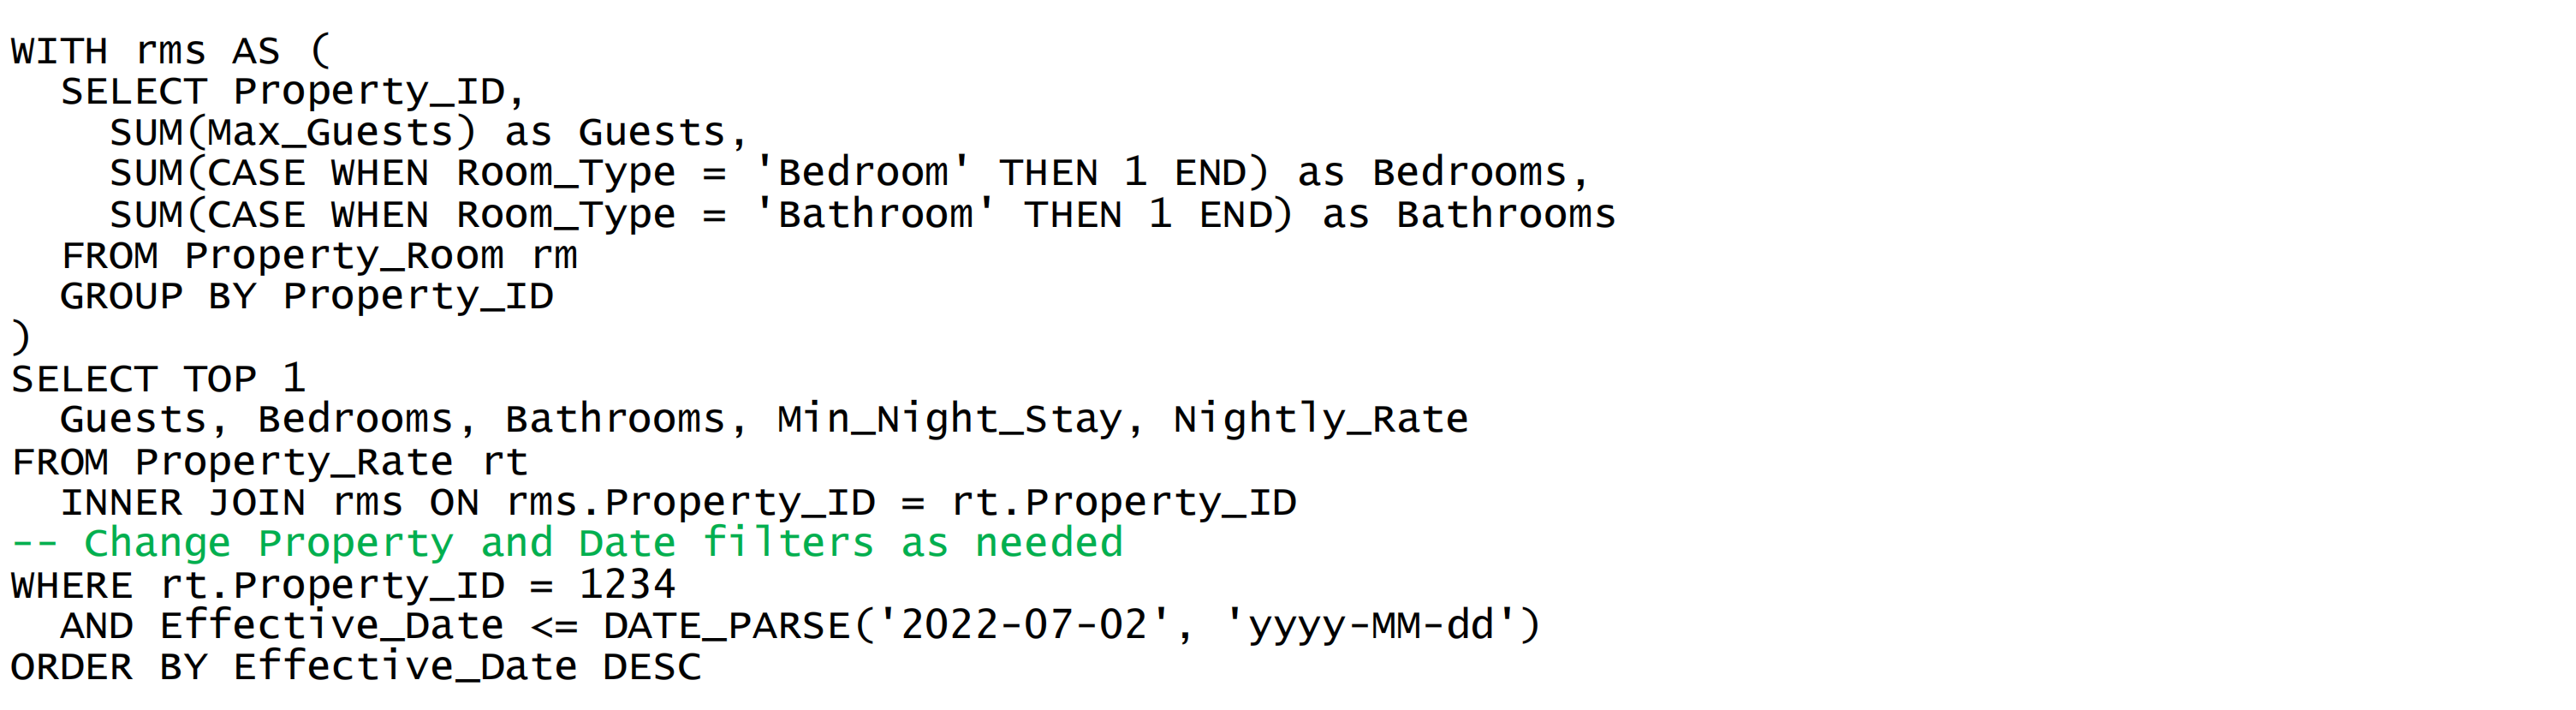 WITH rms AS (
  SELECT Property_ID,
    SUM(Max_Guests) as Guests,
    SUM(CASE WHEN Room_Type = 'Bedroom' THEN 1 END) as Bedrooms,
    SUM(CASE WHEN Room_Type = 'Bathroom' THEN 1 END) as Bathrooms
  FROM Property_Room rm
  GROUP BY Property_ID
)
SELECT TOP 1
  Guests, Bedrooms, Bathrooms, Min_Night_Stay, Nightly_Rate
FROM Property_Rate rt
  INNER JOIN rms ON rms.Property_ID = rt.Property_ID
-- Change Property and Date filters as needed
WHERE rt.Property_ID = 1234
  AND Effective_Date <= DATE_PARSE('2022-07-02', 'yyyy-MM-dd')
ORDER BY Effective_Date DESC